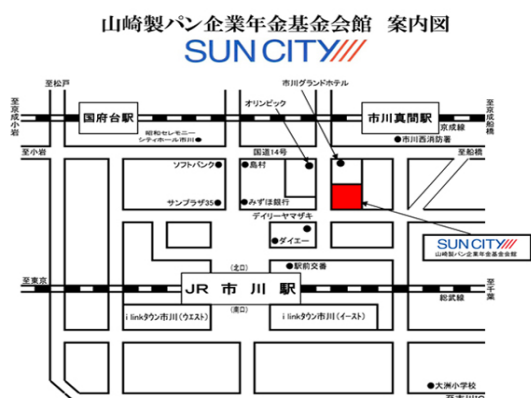 山崎製パン企業年金基金会館 案内図
SUN CITY
至松戸
市川グランドホテル
オリンピック
至京成小岩
国府台駅
市川真間駅
至京成船橋
京成線
昭和セレモニー
シティホール市川
市川西消防署
至小岩
国道14号
至船橋
ソフトバンク
島村
サンプラザ35
みずほ銀行
デイリーヤマザキ
ダイエー
SUN CITY
山崎製パン企業年金基金会館
(北口)
駅前交番
至東京
JR 市 川 駅
至千葉
総武線
(南口)
i linkタウン市川(ウエスト)
i linkタウン市川(イースト)
大洲小学校